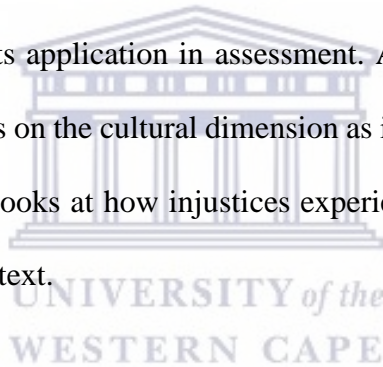 ts application in assessment. A
s on the cultural dimension as i
ooks at how injustices experie
text.
UNIVERSITY of the
WESTERN CAPE